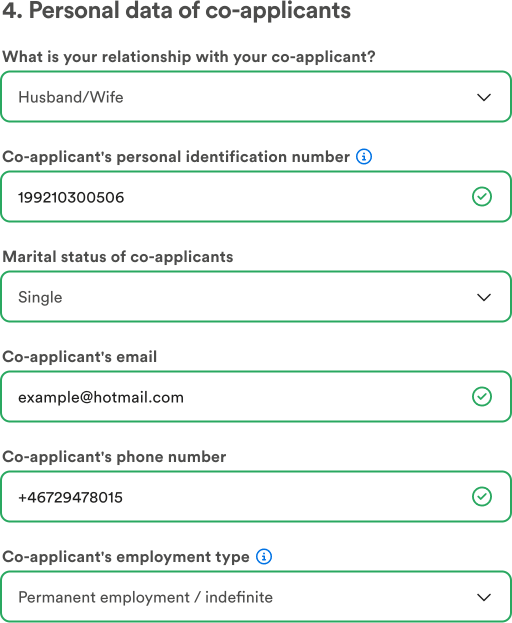 4. Personal data of co-applicants
What is your relationship with your co-applicant?
Husband/Wife
Co-applicant's personal identification number
199210300506
Marital status of co-applicants
Single
Co-applicant's email
example@hotmail.com
Co-applicant's phone number
+46729478015
Co-applicant's employment type
Permanent employment / indefinite